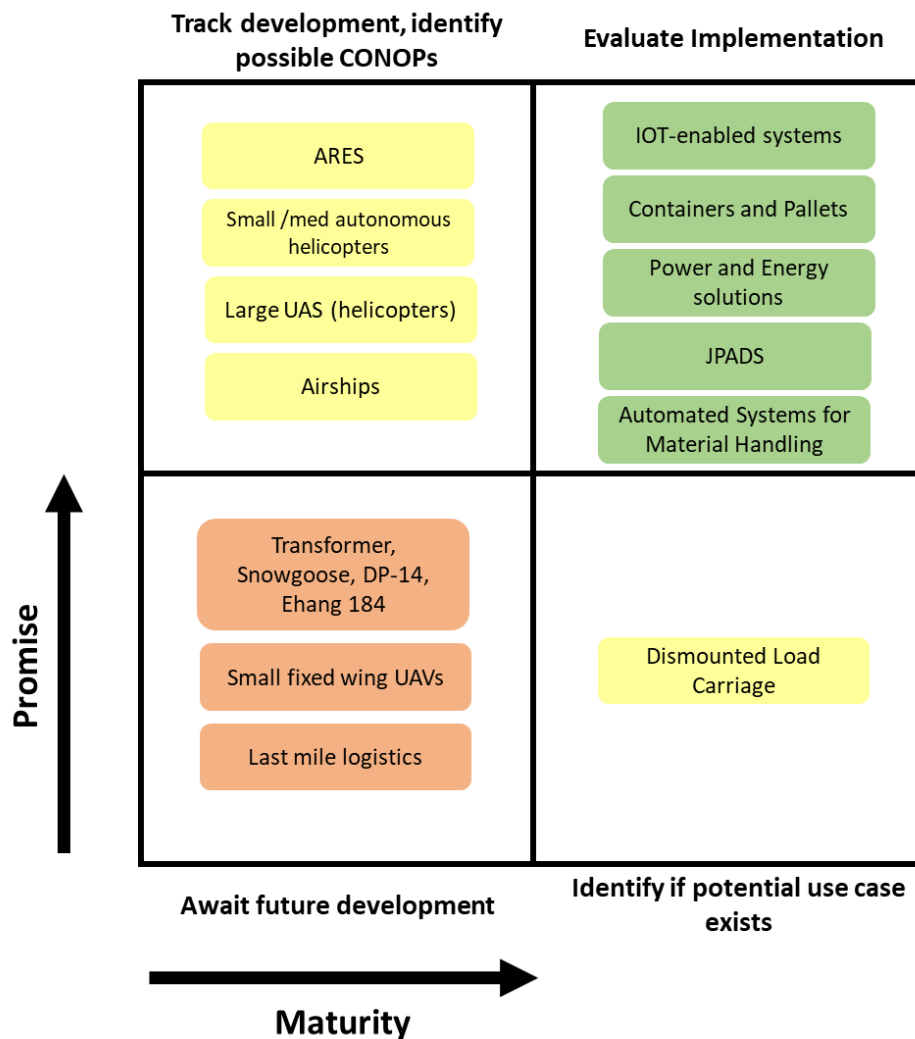 Track development, identify
possible CONOPs
Evaluate Implementation
ARES
Small /med autonomous
helicopters
Large UAS (helicopters)
Airships
IOT-enabled systems
Containers and Pallets
Power and Energy
solutions
JPADS
Automated Systems for
Material Handling
Promise
Transformer,
Snowgoose, DP-14,
Ehang 184
Small fixed wing UAVs
Last mile logistics
Dismounted Load
Carriage
Await future development
Identify if potential use case
exists
Maturity